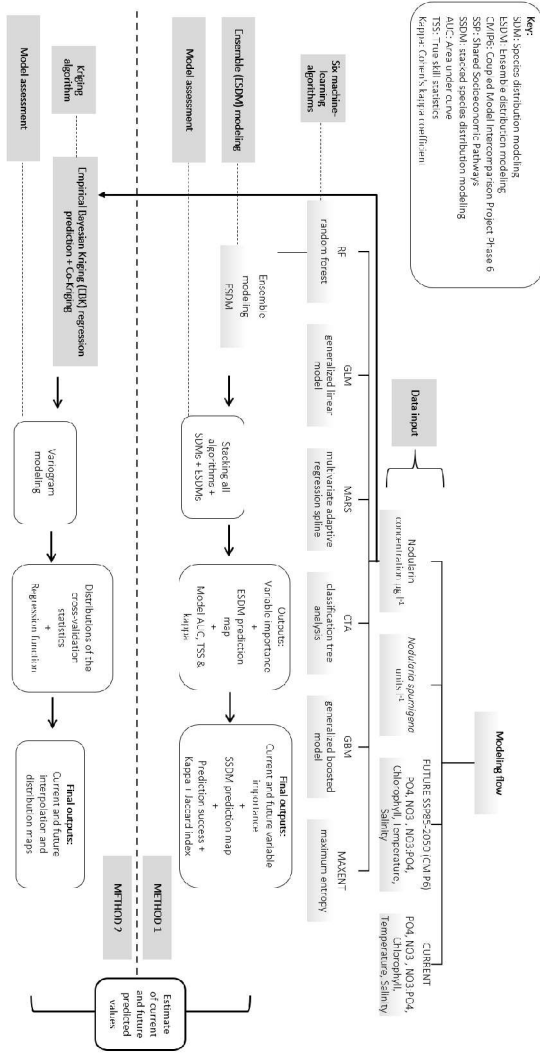 Key:
SDM: Species distribution modeling
ESDM: Ensemble distribution modeling
CMIP6: Coupled Model Intercomparison Project Phase 6
SSP: Shared Socioeconomic Pathways
SSDM: stacked species distribution modeling
AUC: Area under curve
TSS: True skill statistics
Kappa: Cohen's kappa coefficient
Modeling flow
Data input
Nodularin
concentration µg l-1
Nodularia spumigena
units l-1
FUTURE SSP85-2050 (CMIP6)
PO4, NO3, NO3:PO4,
Chlorophyll, Temperature,
Salinity
CURRENT
PO4, NO3, NO3:PO4,
Chlorophyll,
Temperature, Salinity
Six machine-
learning
algorithms
RF
random forest
GLM
generalized linear
model
MARS
multivariate adaptive
regression spline
CTA
classification tree
analysis
GBM
generalized boosted
model
MAXENT
maximum entropy
Ensemble (ESDM) modeling
Ensemble
modeling
ESDM
Model assessment
Stacking all
algorithms +
SDMs + ESDMs
Outputs:
Variable importance
+
ESDM prediction
map
+
Model AUC, TSS &
kappa
Final outputs:
Current and future variable
importance
+
SSDM prediction map
+
Prediction success +
Kappa + Jaccard index
METHOD 1
METHOD 2
Estimate
of current
and future
predicted
values
Kriging
algorithm
Empirical Bayesian Kriging (EBK) regression
prediction + Co-Kriging
Model assessment
Variogram
modeling
Distributions of the
cross-validation
statistics
+
Regression function
Final outputs:
Current and future
interpolation and
distribution maps